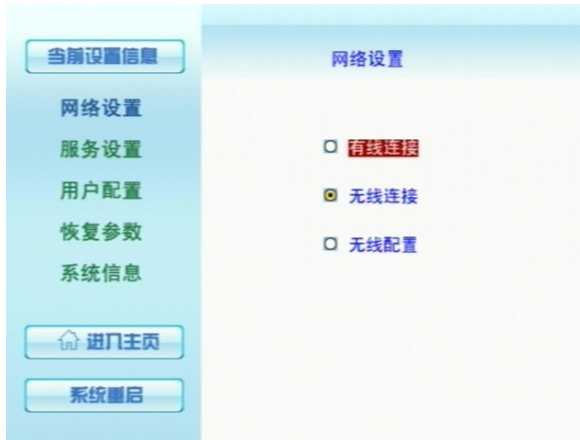 当前设置信息
网络设置
服务设置
用户配置
恢复参数
系统信息
进入主页
系统重启
网络设置
有线连接
无线连接
无线配置